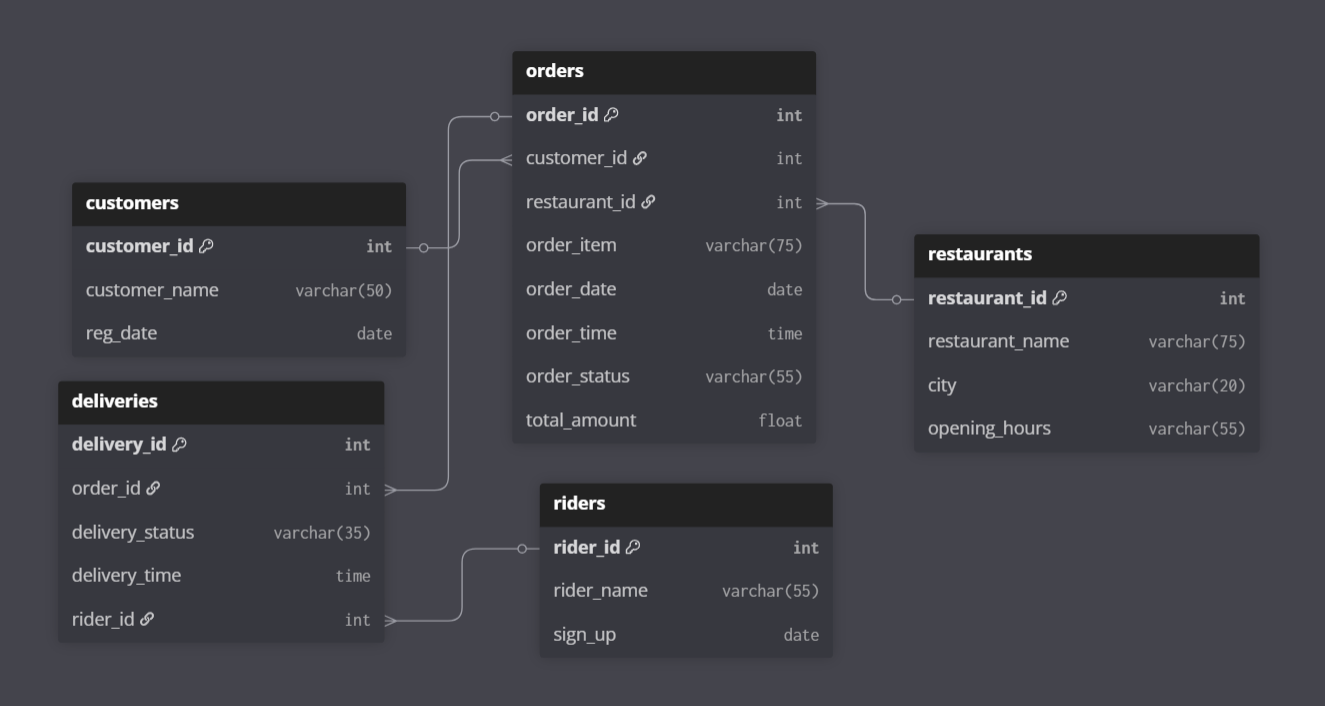 orders
order_id int
customer_id int
restaurant_id int
order_item varchar(75)
order_date date
order_time time
order_status varchar(55)
total_amount float
customers
customer_id int
customer_name varchar(50)
reg_date date
restaurants
restaurant_id int
restaurant_name varchar(75)
city varchar(20)
opening_hours varchar(55)
deliveries
delivery_id int
order_id int
delivery_status varchar(35)
delivery_time time
rider_id int
riders
rider_id int
rider_name varchar(55)
sign_up date